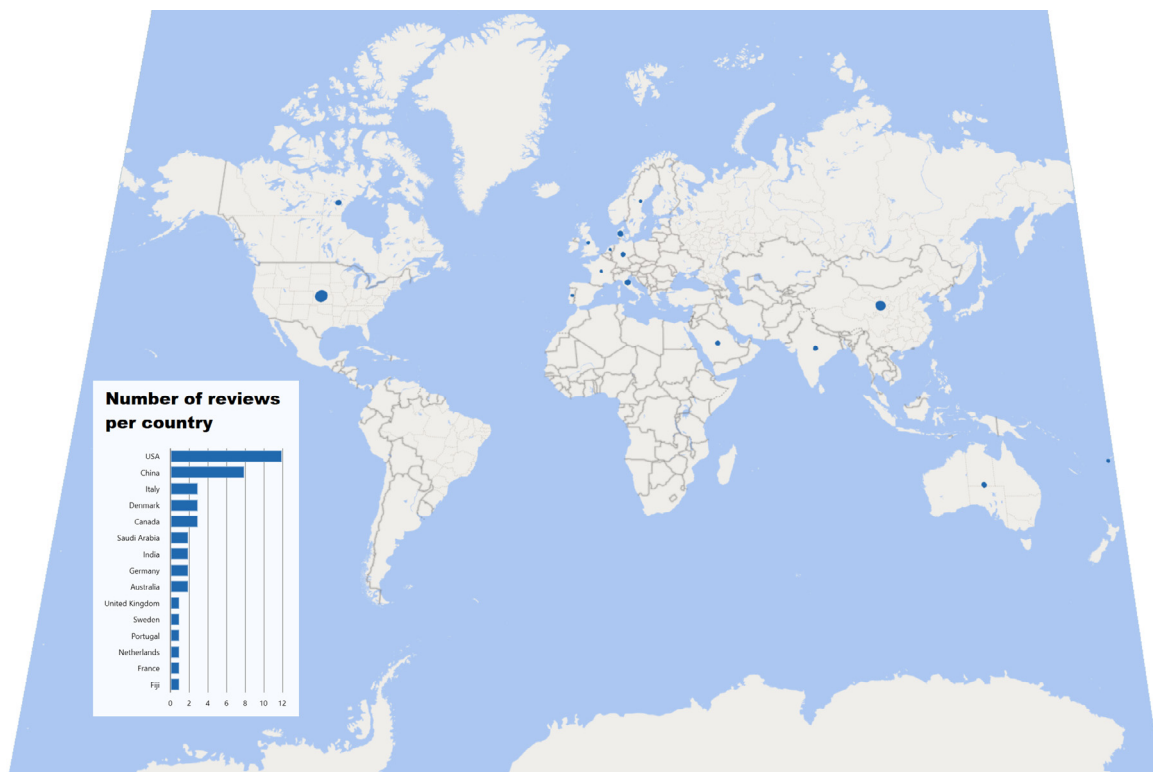 Number of reviews
per country
USA
China
Italy
Denmark
Canada
Saudi Arabia
India
Germany
Australia
United Kingdom
Sweden
Portugal
Netherlands
France
Fiji
0 2 4 6 8 10 12